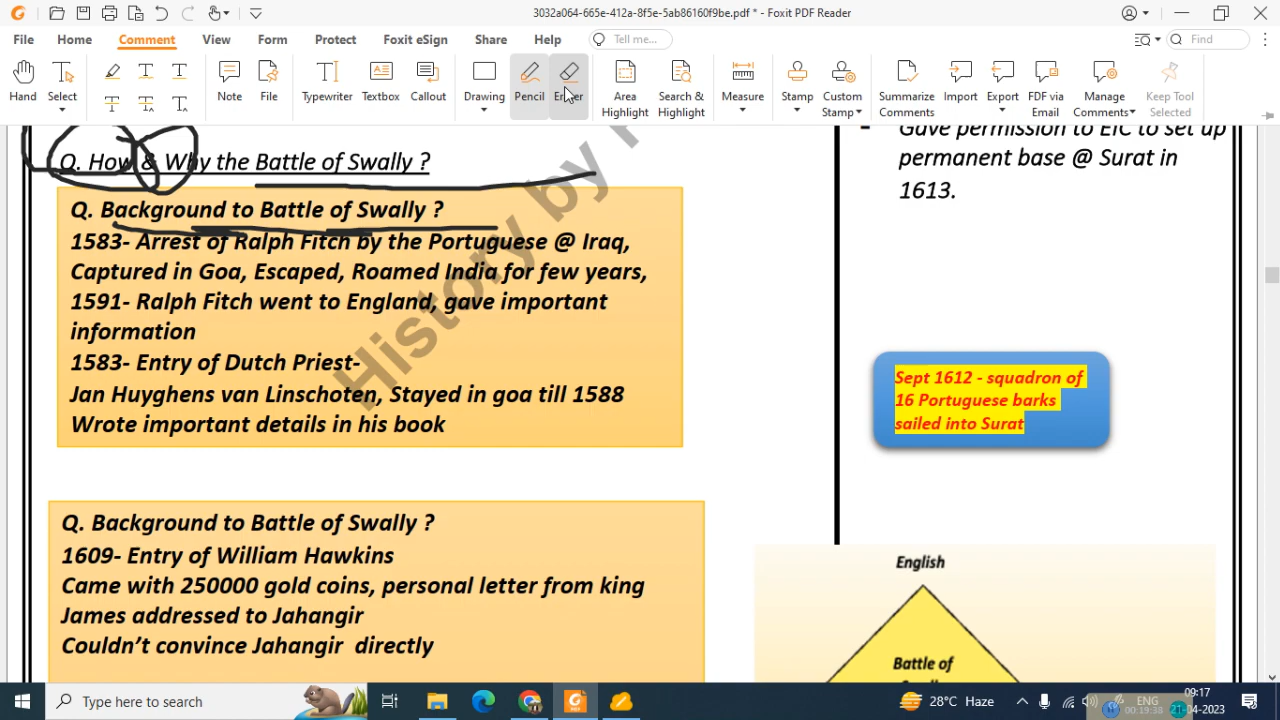 3032a064-665e-412a-8f5e-5ab86160f9be.pdf * - Foxit PDF Reader
File Home Comment View Form Protect Foxit eSign Share Help Tell me... Find
Hand Select Note File Typewriter Textbox Callout Drawing Pencil Eraser Area Highlight Search & Highlight Measure Stamp Custom Stamp Summarize Comments Import Export FDF via Email Manage Comments Keep Tool Selected
Q. How & Why the Battle of Swally ?
Q. Background to Battle of Swally ?
1583- Arrest of Ralph Fitch by the Portuguese @ Iraq,
Captured in Goa, Escaped, Roamed India for few years,
1591- Ralph Fitch went to England, gave important
information
1583- Entry of Dutch Priest-
Jan Huyghens van Linschoten, Stayed in goa till 1588
Wrote important details in his book
Q. Background to Battle of Swally ?
1609- Entry of William Hawkins
Came with 250000 gold coins, personal letter from king
James addressed to Jahangir
Couldn't convince Jahangir directly
History by
- Gave permission to EIC to set up
permanent base @ Surat in
1613.
Sept 1612 - squadron of
16 Portuguese barks
sailed into Surat
English
Battle of
Type here to search
28°C Haze
ENG
09:17
21-04-2023
00:19:38